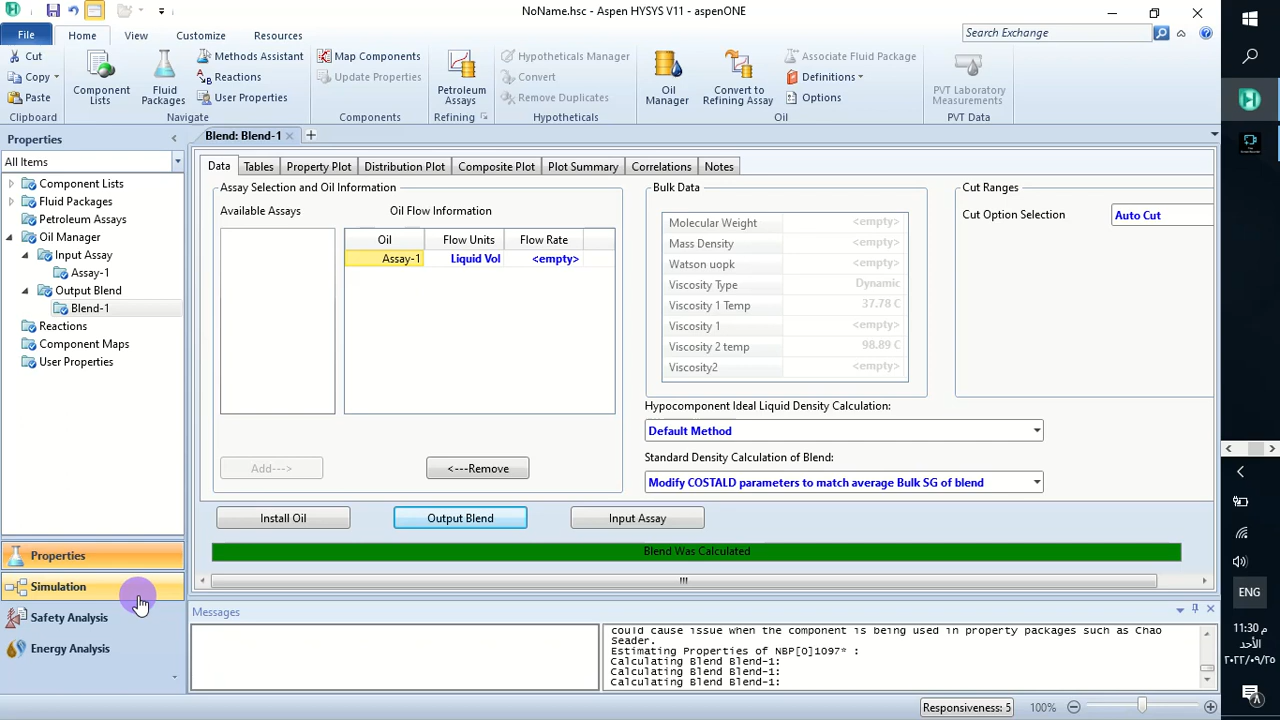 NoName.hsc - Aspen HYSYS V11 - aspenONE
File
Home
View
Customize
Resources
Search Exchange
Cut
Copy
Paste
Clipboard
Component
Lists
Fluid
Packages
Methods Assistant
Reactions
User Properties
Navigate
Map Components
Update Properties
Components
Petroleum
Assays
Refining
Hypotheticals Manager
Convert
Remove Duplicates
Hypotheticals
Oil
Manager
Convert to
Refining Assay
Associate Fluid Package
Definitions
Options
Oil
PVT Laboratory
Measurements
PVT Data
Properties
All Items
Component Lists
Fluid Packages
Petroleum Assays
Oil Manager
Input Assay
Assay-1
Output Blend
Blend-1
Reactions
Component Maps
User Properties
Properties
Simulation
Safety Analysis
Energy Analysis
Blend: Blend-1
Data
Tables
Property Plot
Distribution Plot
Composite Plot
Plot Summary
Correlations
Notes
Assay Selection and Oil Information
Available Assays
Oil Flow Information
Oil Flow Units Flow Rate
Assay-1 Liquid Vol <empty>
Add--->
<---Remove
Bulk Data
Molecular Weight <empty>
Mass Density <empty>
Watson uopk <empty>
Viscosity Type Dynamic
Viscosity 1 Temp 37.78 C
Viscosity 1 <empty>
Viscosity 2 temp 98.89 C
Viscosity2 <empty>
Cut Ranges
Cut Option Selection Auto Cut
Hypocomponent Ideal Liquid Density Calculation:
Default Method
Standard Density Calculation of Blend:
Modify COSTALD parameters to match average Bulk SG of blend
Install Oil
Output Blend
Input Assay
Blend Was Calculated
Messages
could cause issue when the component is being used in property packages such as Chao
Seader.
Estimating Properties of NBP[0]1097* :
Calculating Blend Blend-1:
Calculating Blend Blend-1:
Calculating Blend Blend-1:
Responsiveness: 5
100%
ENG
11:30 م
الأحد
٢٠٢٢/٠٩/٢٥